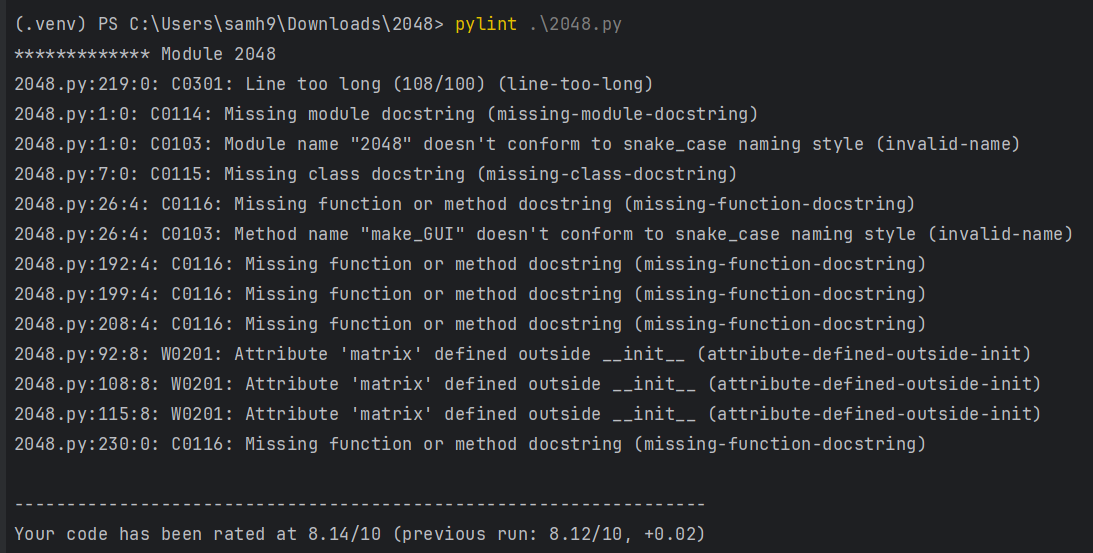 (.venv) PS C:\Users\samh9\Downloads\2048> pylint .\2048.py
************* Module 2048
2048.py:219:0: C0301: Line too long (108/100) (line-too-long)
2048.py:1:0: C0114: Missing module docstring (missing-module-docstring)
2048.py:1:0: C0103: Module name "2048" doesn't conform to snake_case naming style (invalid-name)
2048.py:7:0: C0115: Missing class docstring (missing-class-docstring)
2048.py:26:4: C0116: Missing function or method docstring (missing-function-docstring)
2048.py:26:4: C0103: Method name "make_GUI" doesn't conform to snake_case naming style (invalid-name)
2048.py:192:4: C0116: Missing function or method docstring (missing-function-docstring)
2048.py:199:4: C0116: Missing function or method docstring (missing-function-docstring)
2048.py:208:4: C0116: Missing function or method docstring (missing-function-docstring)
2048.py:92:8: W0201: Attribute 'matrix' defined outside __init__ (attribute-defined-outside-init)
2048.py:108:8: W0201: Attribute 'matrix' defined outside __init__ (attribute-defined-outside-init)
2048.py:115:8: W0201: Attribute 'matrix' defined outside __init__ (attribute-defined-outside-init)
2048.py:230:0: C0116: Missing function or method docstring (missing-function-docstring)

------------------------------------------------------------------
Your code has been rated at 8.14/10 (previous run: 8.12/10, +0.02)